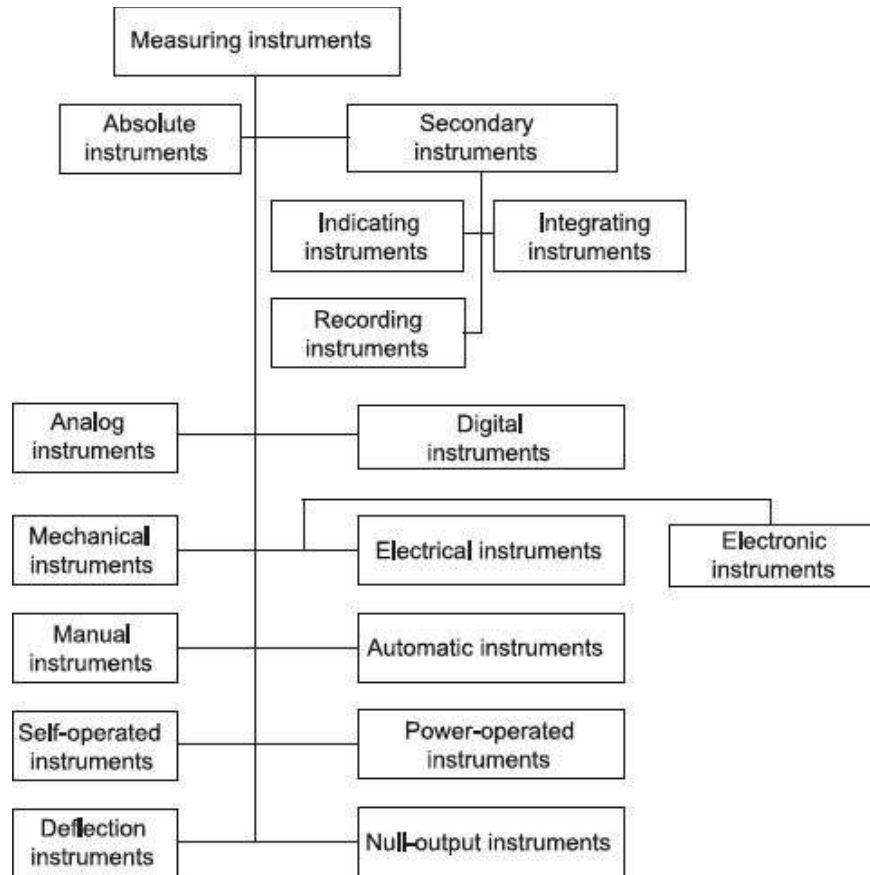 Measuring instruments
Absolute
instruments
Secondary
instruments
Indicating
instruments
Integrating
instruments
Recording
instruments
Analog
instruments
Digital
instruments
Mechanical
instruments
Electrical instruments
Electronic
instruments
Manual
instruments
Automatic instruments
Self-operated
instruments
Power-operated
instruments
Deflection
instruments
Null-output instruments